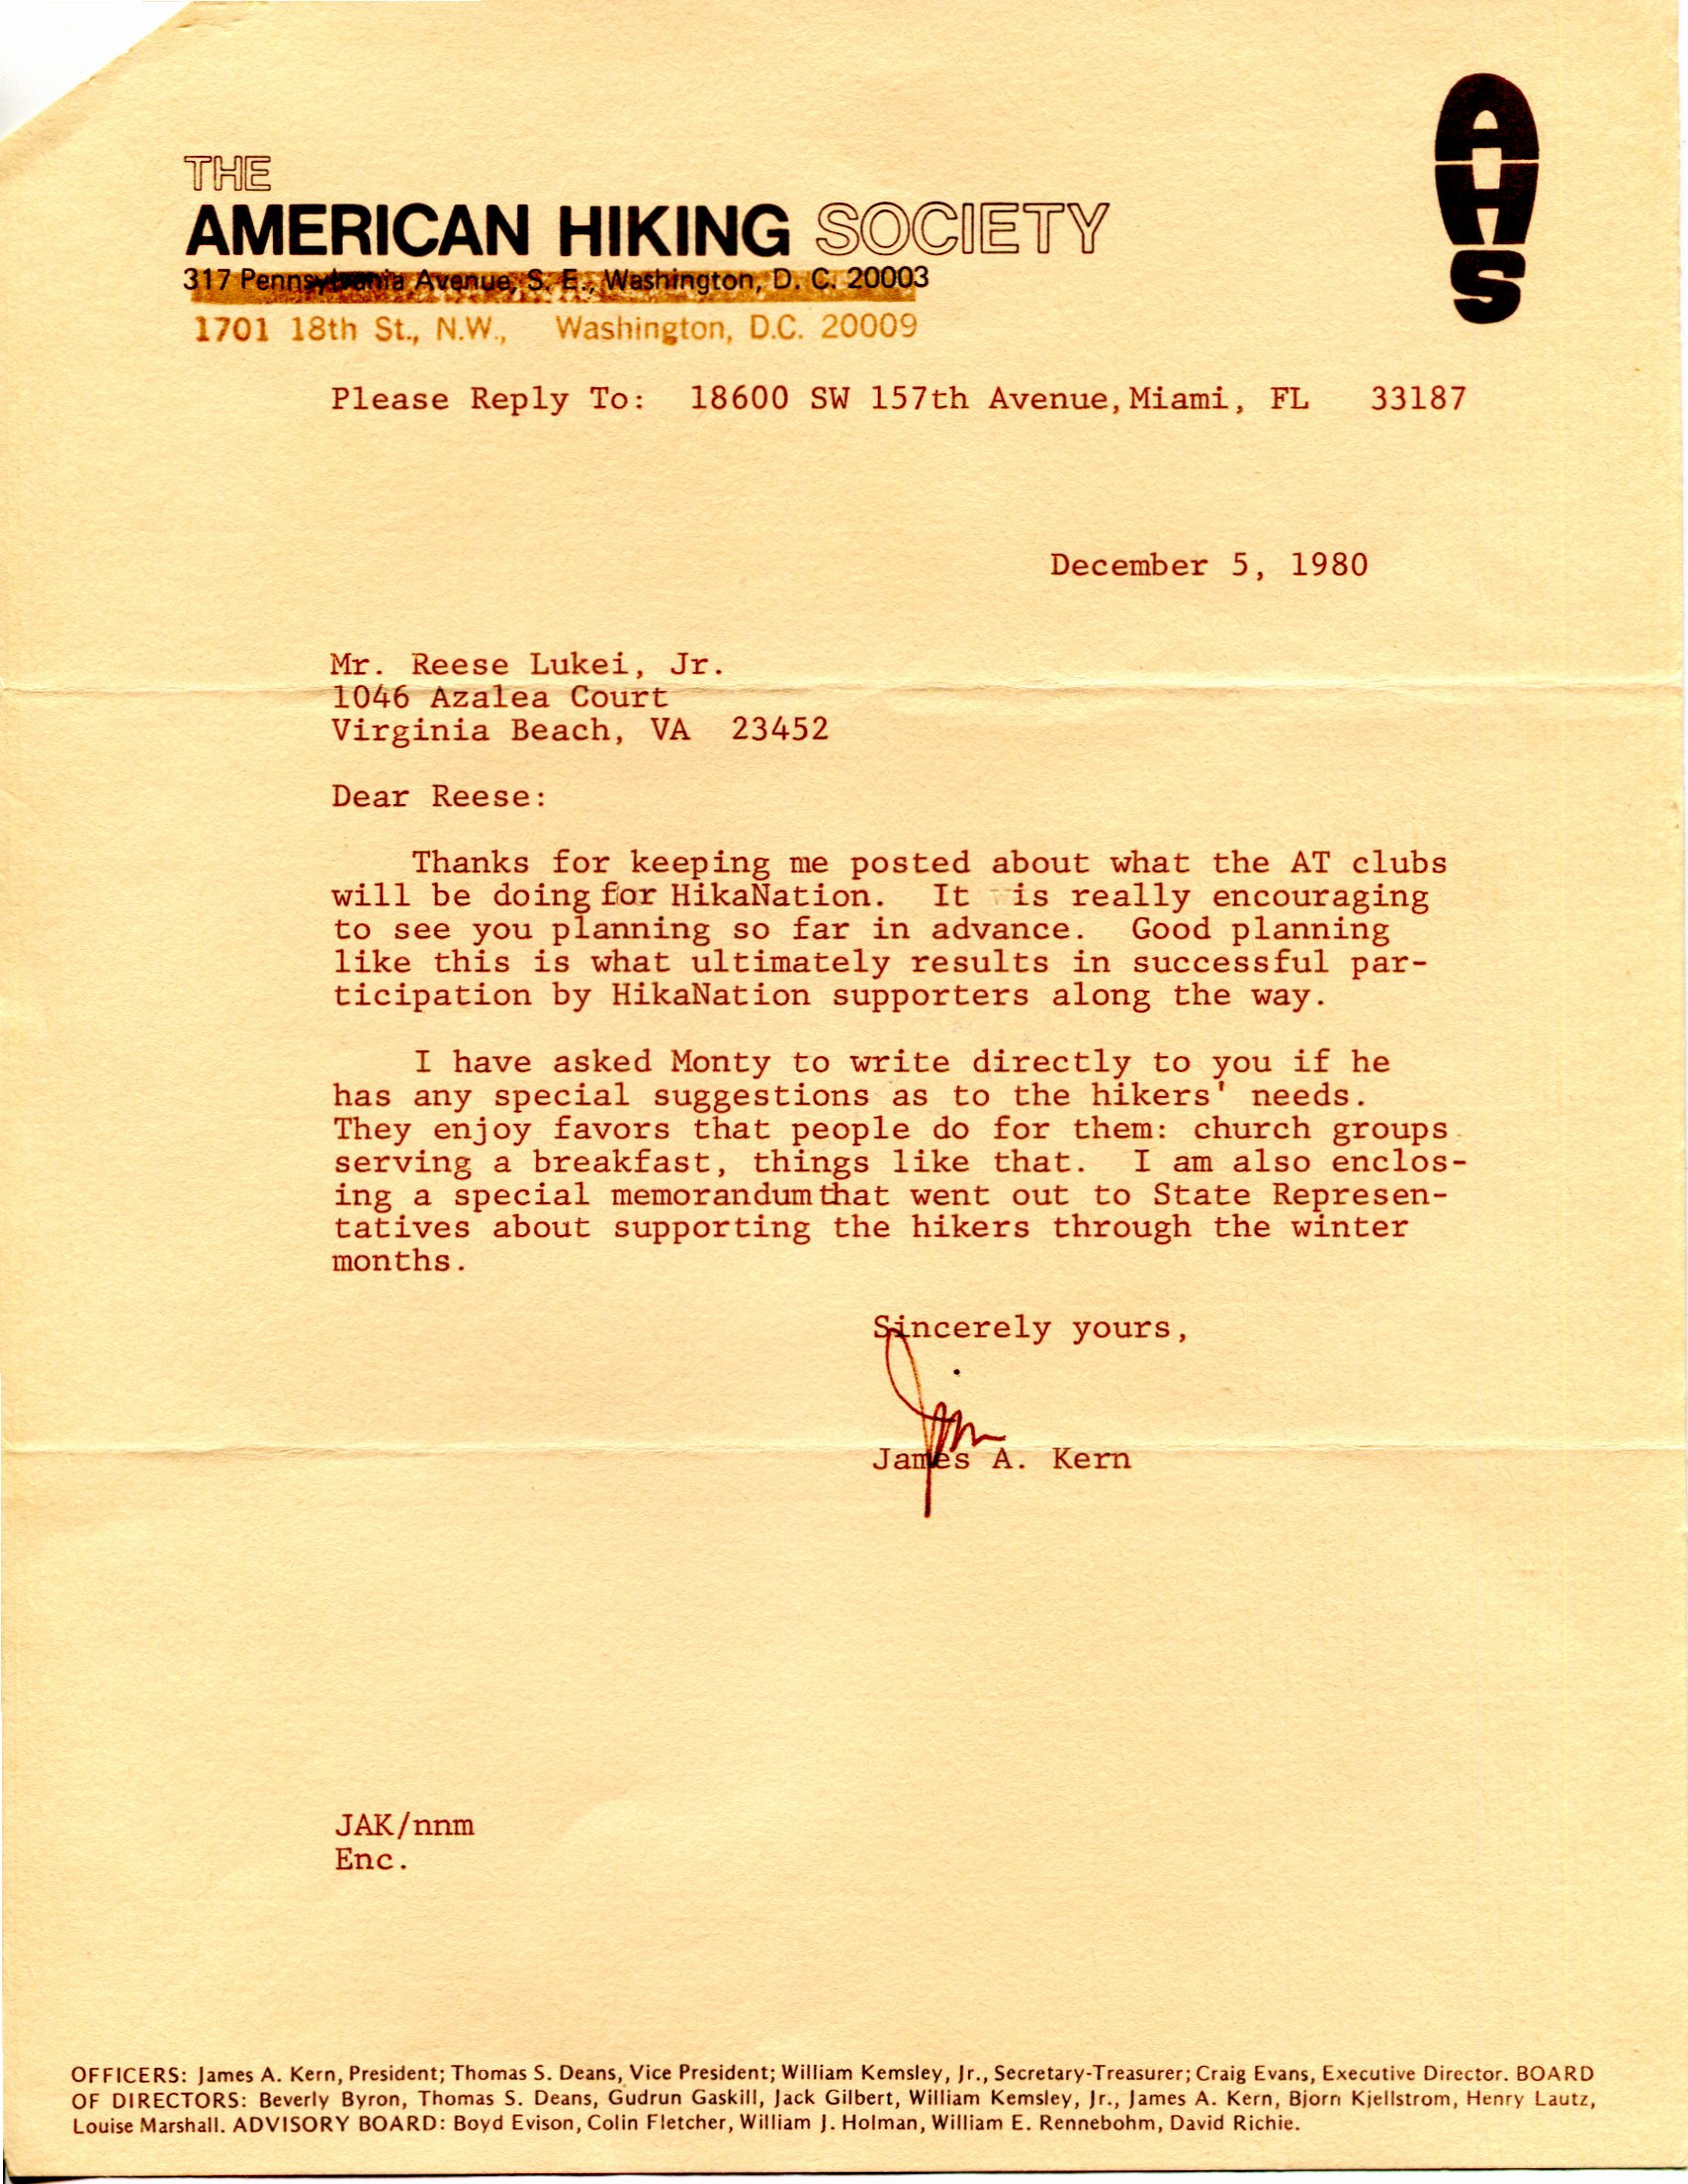 AHS
THE
AMERICAN HIKING SOCIETY
317 Pennsylvania Avenue, S. E., Washington, D. C. 20003
1701 18th St., N.W., Washington, D.C. 20009
Please Reply To: 18600 SW 157th Avenue, Miami, FL 33187
December 5, 1980
Mr. Reese Lukei, Jr.
1046 Azalea Court
Virginia Beach, VA 23452
Dear Reese:
Thanks for keeping me posted about what the AT clubs
will be doing for HikaNation. It is really encouraging
to see you planning so far in advance. Good planning
like this is what ultimately results in successful par-
ticipation by HikaNation supporters along the way.
I have asked Monty to write directly to you if he
has any special suggestions as to the hikers' needs.
They enjoy favors that people do for them: church groups
serving a breakfast, things like that. I am also enclos-
ing a special memorandum that went out to State Represen-
tatives about supporting the hikers through the winter
months.
Sincerely yours,
Jim
James A. Kern
JAK/nnm
Enc.
OFFICERS: James A. Kern, President; Thomas S. Deans, Vice President; William Kemsley, Jr., Secretary-Treasurer; Craig Evans, Executive Director. BOARD
OF DIRECTORS: Beverly Byron, Thomas S. Deans, Gudrun Gaskill, Jack Gilbert, William Kemsley, Jr., James A. Kern, Bjorn Kjellstrom, Henry Lautz,
Louise Marshall. ADVISORY BOARD: Boyd Evison, Colin Fletcher, William J. Holman, William E. Rennebohm, David Richie.